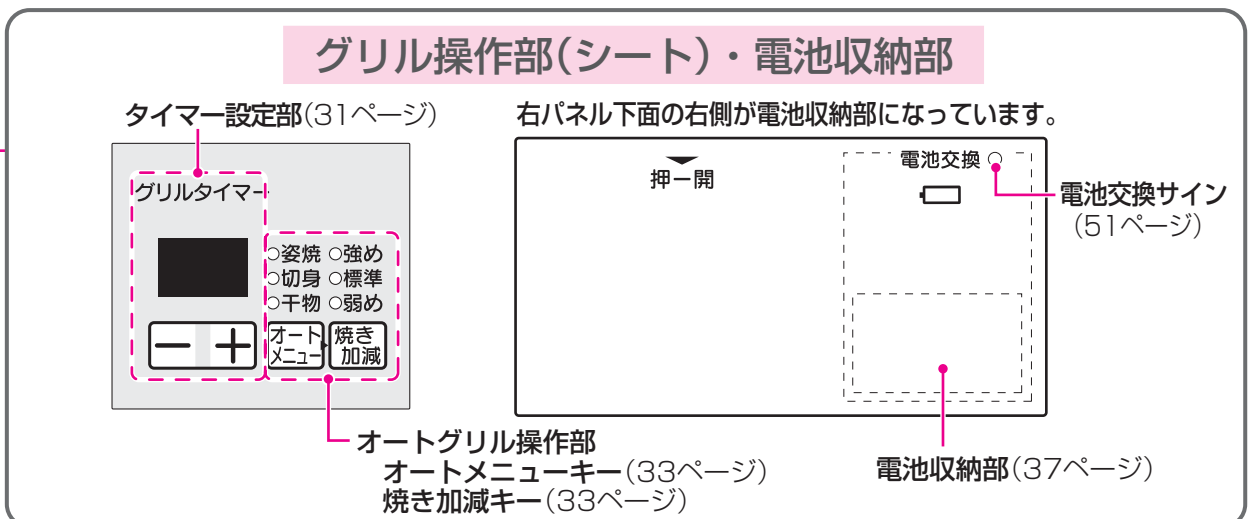 グリル操作部(シート)・電池収納部
タイマー設定部(31ページ)
グリルタイマー
○姿焼 ○強め
○切身 ○標準
○干物 ○弱め
− +
オートメニュー
焼き加減
オートグリル操作部
オートメニューキー(33ページ)
焼き加減キー(33ページ)
右パネル下面の右側が電池収納部になっています。
押ー開
電池交換
電池交換サイン
(51ページ)
電池収納部(37ページ)